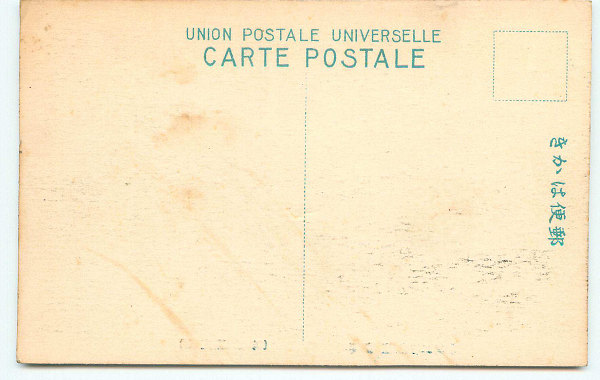 UNION POSTALE UNIVERSELLE
CARTE POSTALE
郵便はかき